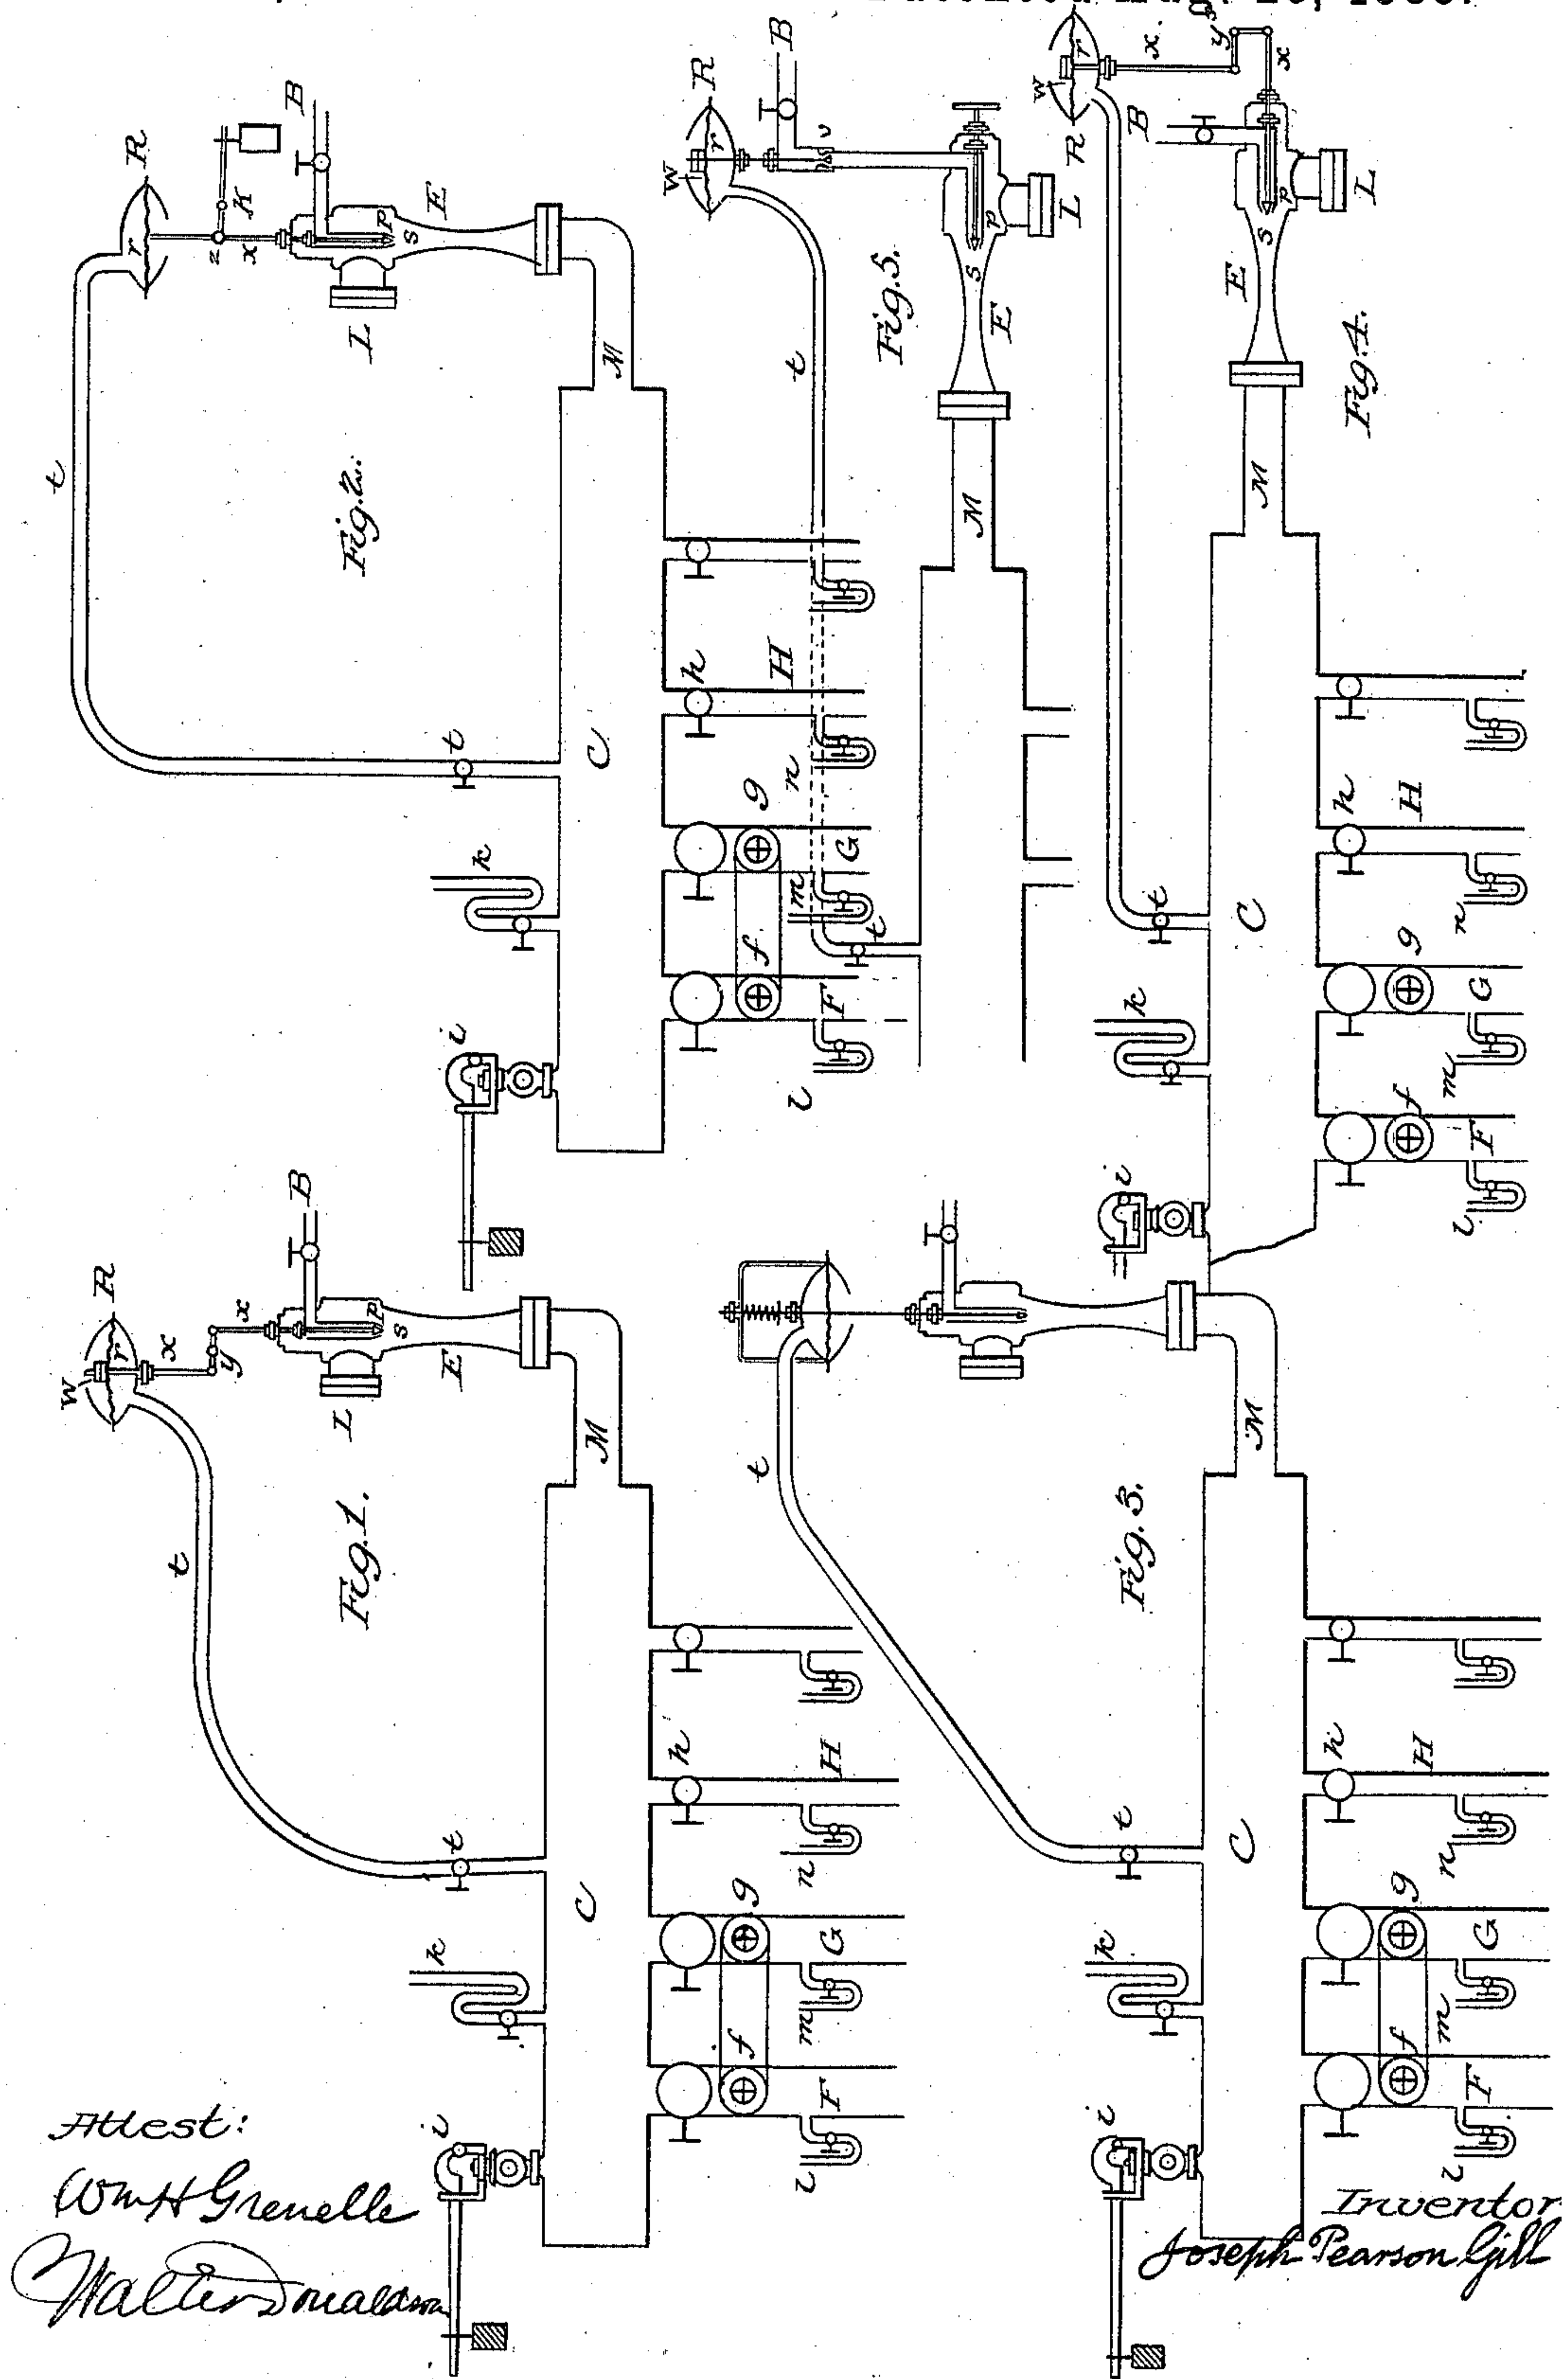 Fig. 2.
R
r
z
K
x
B
E
P
S
L
M
t
t
C
k
h
H
g
n
G
m
f
F
i
l
Fig. 5.
R
W
r
B
v
t
P
L
S
E
M
t
Fig. 4.
R
W
r
x
y
x
B
P
L
S
E
M
t
C
k
h
H
n
g
G
m
f
F
i
l
Fig. 1.
R
W
r
x
y
x
B
P
S
E
L
M
t
t
C
k
h
H
n
g
G
m
f
F
i
l
Fig. 3.
t
M
t
C
k
h
H
n
g
G
m
f
F
i
l
Attest:
Wm H Grenelle
Walter Donaldson
Inventor
Joseph Pearson Gill